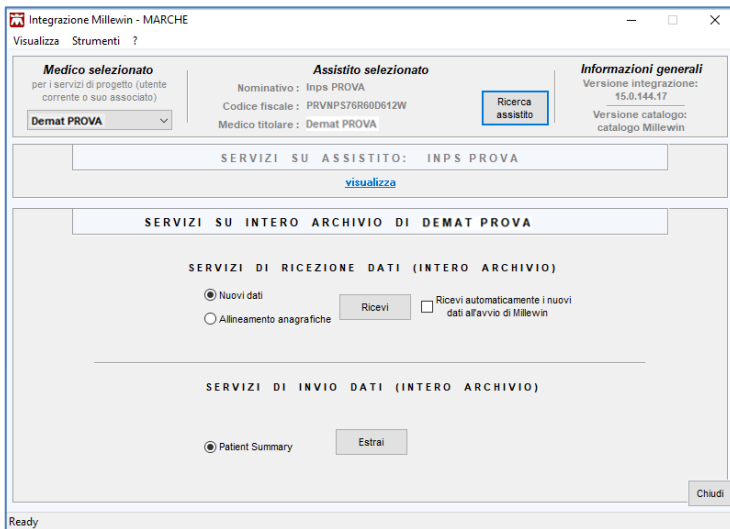 Integrazione Millewin - MARCHE
Visualizza Strumenti ?
Medico selezionato
per i servizi di progetto (utente
corrente o suo associato)
Demat PROVA
Assistito selezionato
Nominativo : Inps PROVA
Codice fiscale : PRVNPS76R60D612W
Medico titolare : Demat PROVA
Ricerca
assistito
Informazioni generali
Versione integrazione:
15.0.144.17
Versione catalogo:
catalogo Millewin
SERVIZI SU ASSISTITO: INPS PROVA
visualizza
SERVIZI SU INTERO ARCHIVIO DI DEMAT PROVA
SERVIZI DI RICEZIONE DATI (INTERO ARCHIVIO)
Nuovi dati
Allineamento anagrafiche
Ricevi
Ricevi automaticamente i nuovi
dati all'avvio di Millewin
SERVIZI DI INVIO DATI (INTERO ARCHIVIO)
Patient Summary
Estrai
Chiudi
Ready